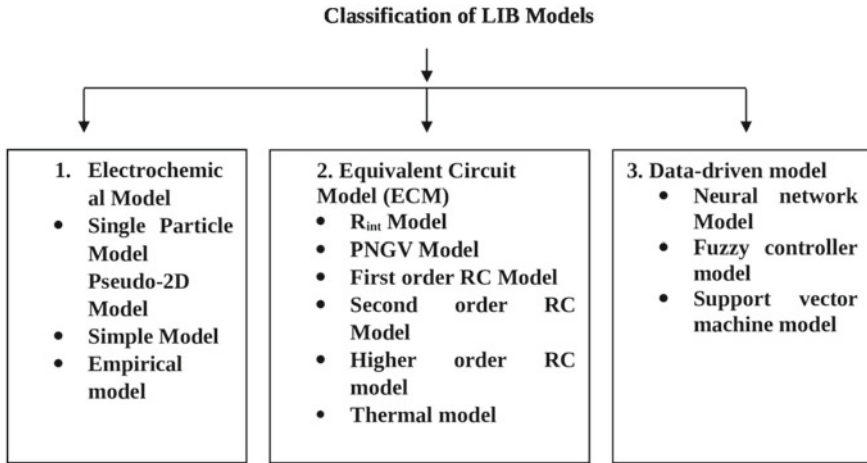 Classification of LIB Models
1. Electrochemic
al Model
• Single Particle
Model
Pseudo-2D
Model
• Simple Model
• Empirical
model
2. Equivalent Circuit
Model (ECM)
• Rint Model
• PNGV Model
• First order RC Model
• Second order RC
Model
• Higher order RC
model
• Thermal model
3. Data-driven model
• Neural network
Model
• Fuzzy controller
model
• Support vector
machine model